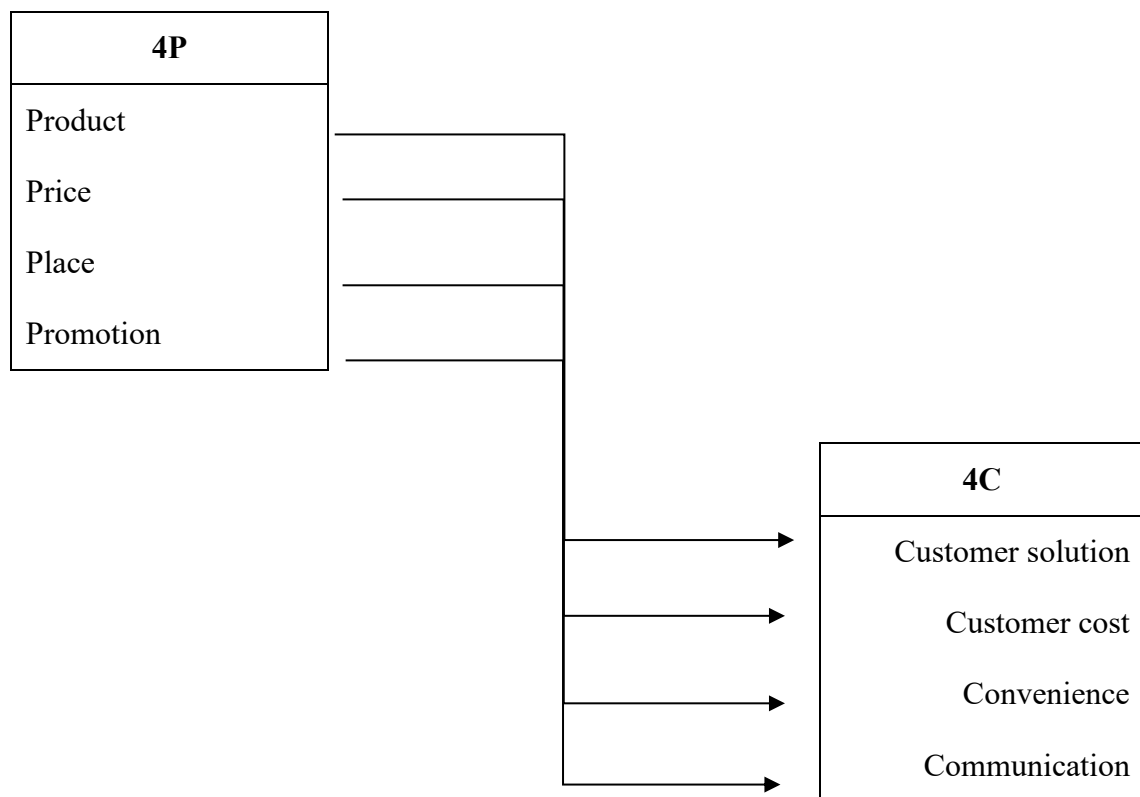 4P
Product
Price
Place
Promotion
4C
Customer solution
Customer cost
Convenience
Communication